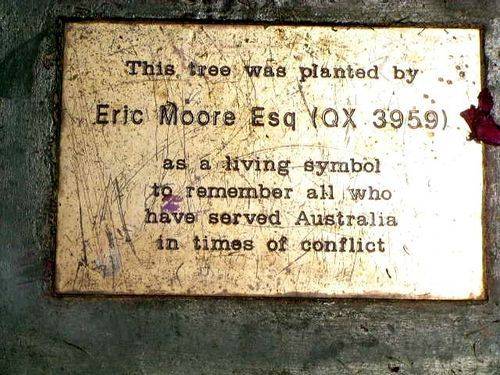 This tree was planted by
Eric Moore Esq (QX 3959)
as a living symbol
to remember all who
have served Australia
in times of conflict